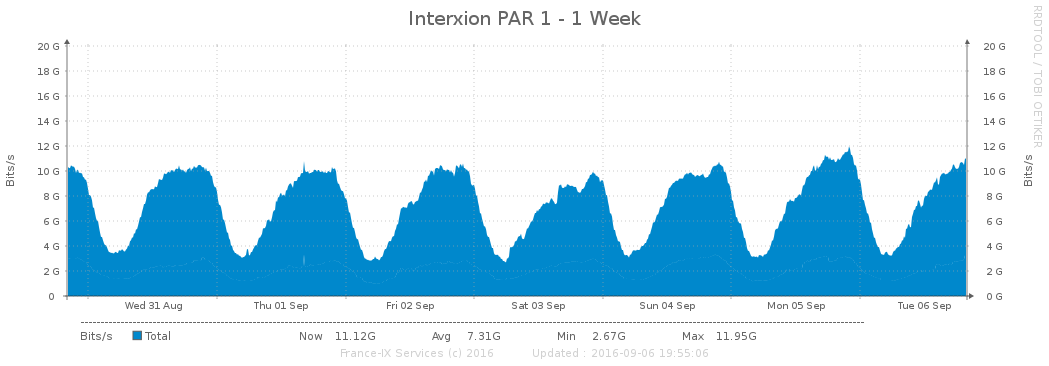 Interxion PAR 1 - 1 Week
RRDTOOL / TOBI OETIKER
Bits/s
20 G 20 G
18 G 18 G
16 G 16 G
14 G 14 G
12 G 12 G
10 G 10 G
8 G 8 G
6 G 6 G
4 G 4 G
2 G 2 G
0 0 G
Bits/s
Wed 31 Aug Thu 01 Sep Fri 02 Sep Sat 03 Sep Sun 04 Sep Mon 05 Sep Tue 06 Sep
Bits/s Total Now 11.12G Avg 7.31G Min 2.67G Max 11.95G
France-IX Services (c) 2016 Updated : 2016-09-06 19:55:06